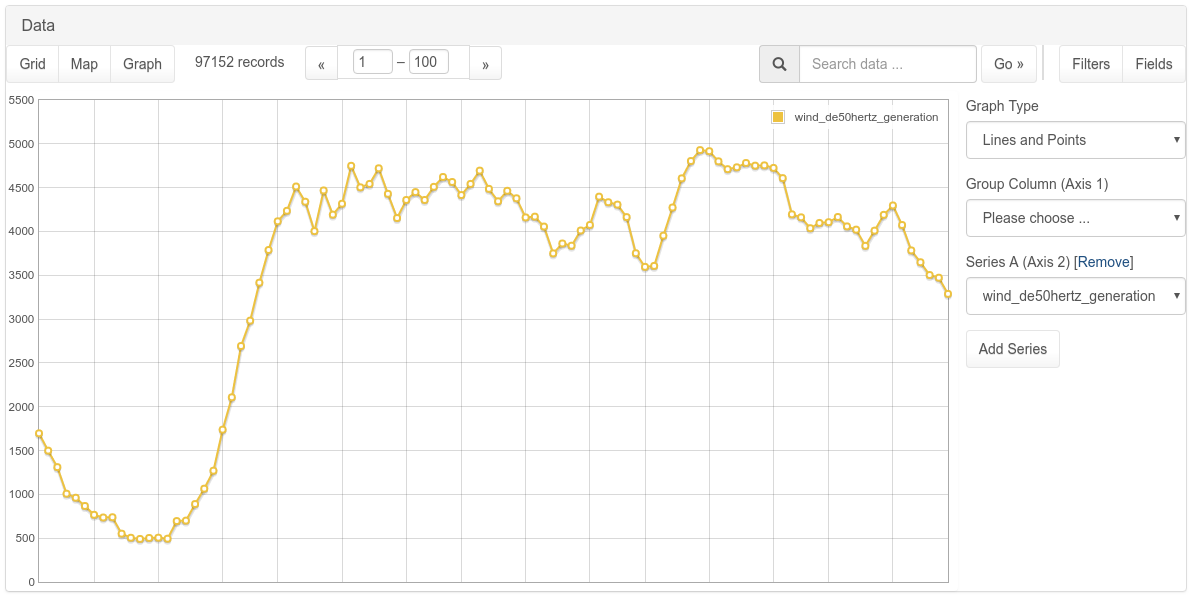 Data
Grid Map Graph 97152 records « 1 – 100 » Search data ... Go » Filters Fields
5500
5000
4500
4000
3500
3000
2500
2000
1500
1000
500
0
wind_de50hertz_generation
Graph Type
Lines and Points
Group Column (Axis 1)
Please choose ...
Series A (Axis 2) [Remove]
wind_de50hertz_generation
Add Series